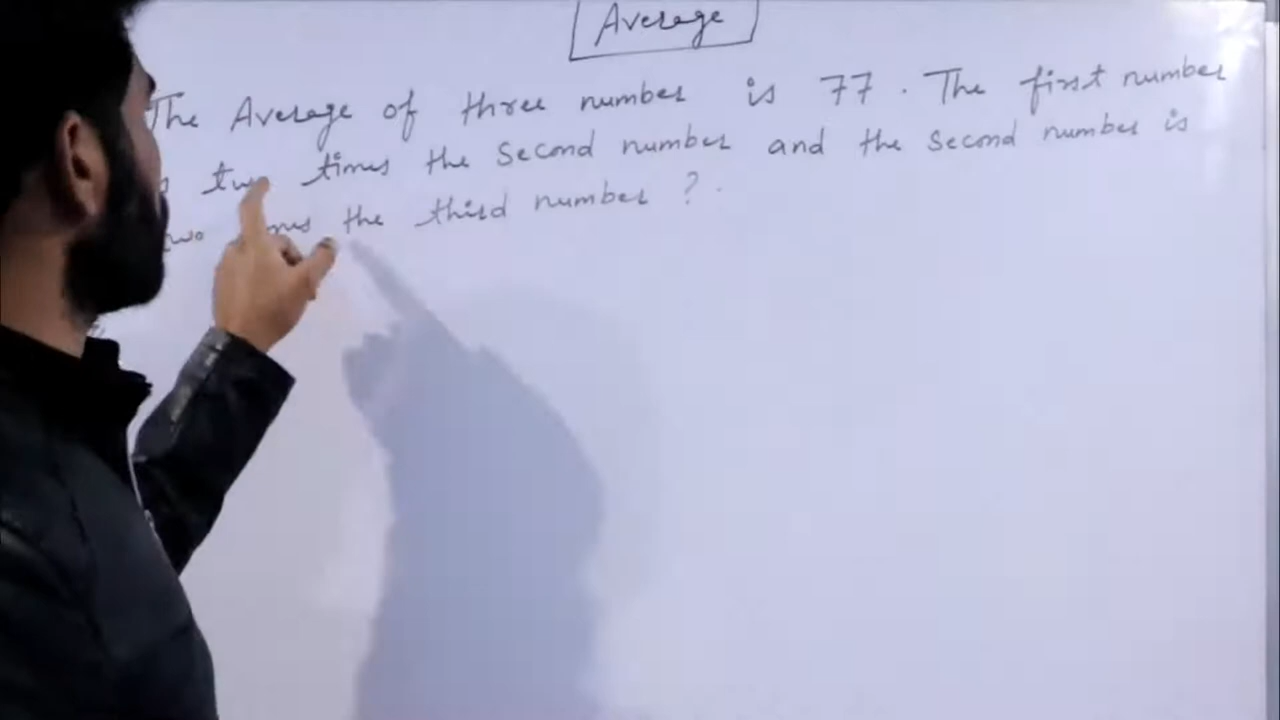 Average
The Average of three number is 77. The first number
two times the second number and the second number is
the third number ?.